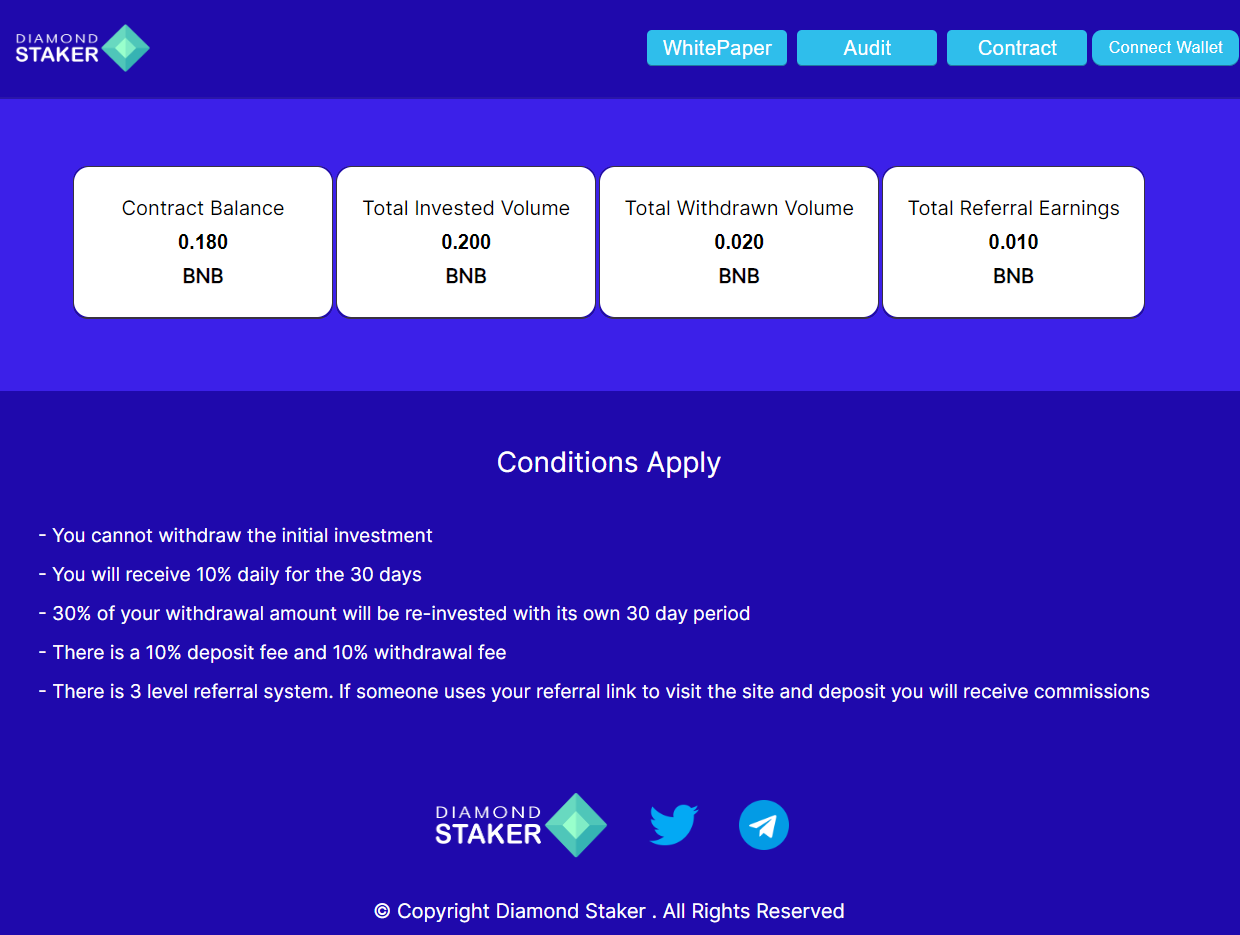 DIAMOND
STAKER
WhitePaper Audit Contract Connect Wallet
Contract Balance Total Invested Volume Total Withdrawn Volume Total Referral Earnings
0.180 0.200 0.020 0.010
BNB BNB BNB BNB
Conditions Apply
- You cannot withdraw the initial investment
- You will receive 10% daily for the 30 days
- 30% of your withdrawal amount will be re-invested with its own 30 day period
- There is a 10% deposit fee and 10% withdrawal fee
- There is 3 level referral system. If someone uses your referral link to visit the site and deposit you will receive commissions
DIAMOND
STAKER
© Copyright Diamond Staker . All Rights Reserved